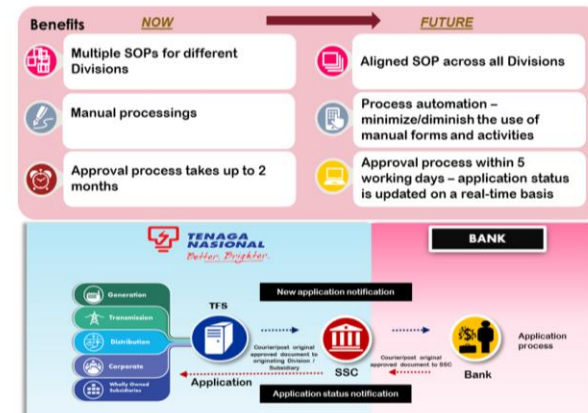 Benefits
NOW
FUTURE
Multiple SOPs for different
Divisions
Aligned SOP across all Divisions
Manual processings
Process automation –
minimize/diminish the use of
manual forms and activities
Approval process takes up to 2
months
Approval process within 5
working days – application status
is updated on a real-time basis
TENAGA
NASIONAL
Better. Brighter.
BANK
Generation
Transmission
Distribution
Corporate
Wholly Owned
Subsidiaries
TFS
New application notification
Courier/post original
approved document to
originating Division /
Subsidiary
Application
SSC
Courier/post original
approved document to SSC
Bank
Application
process
Application status notification